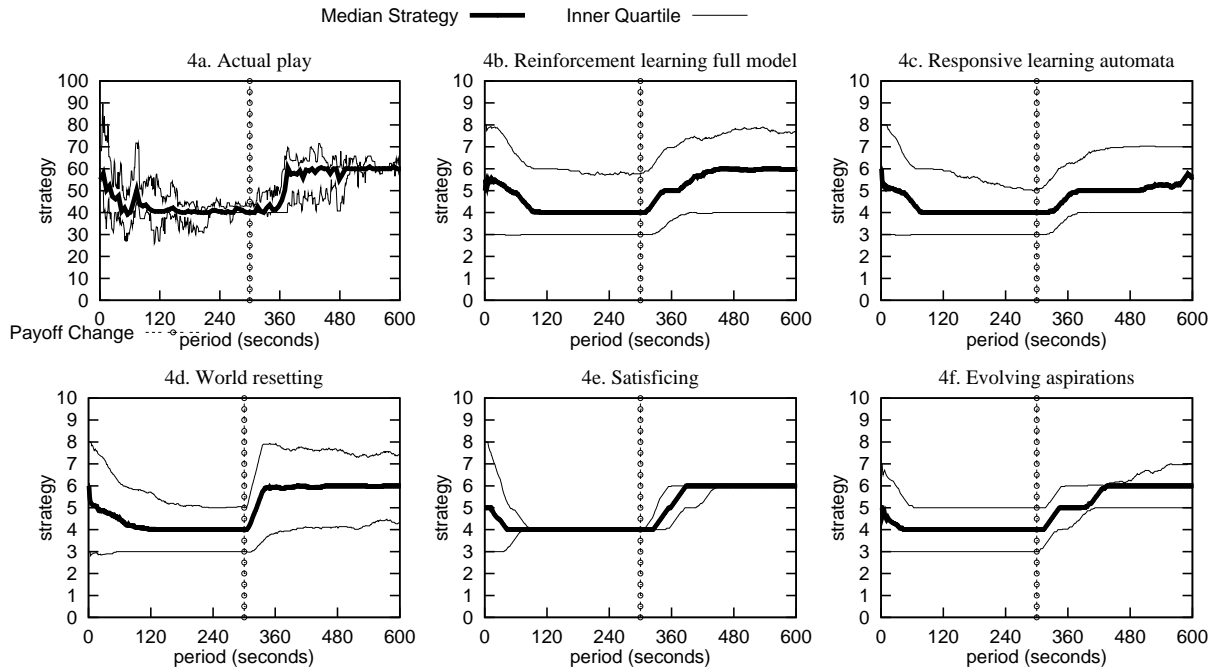 Median Strategy
Inner Quartile
4a. Actual play
4b. Reinforcement learning full model
4c. Responsive learning automata
100
90
80
70
60
50
40
30
20
10
0
strategy
0 120 240 360 480 600
period (seconds)
10
9
8
7
6
5
4
3
2
1
0
strategy
0 120 240 360 480 600
period (seconds)
10
9
8
7
6
5
4
3
2
1
0
strategy
0 120 240 360 480 600
period (seconds)
Payoff Change
4d. World resetting
4e. Satisficing
4f. Evolving aspirations
10
9
8
7
6
5
4
3
2
1
0
strategy
0 120 240 360 480 600
period (seconds)
10
9
8
7
6
5
4
3
2
1
0
strategy
0 120 240 360 480 600
period (seconds)
10
9
8
7
6
5
4
3
2
1
0
strategy
0 120 240 360 480 600
period (seconds)